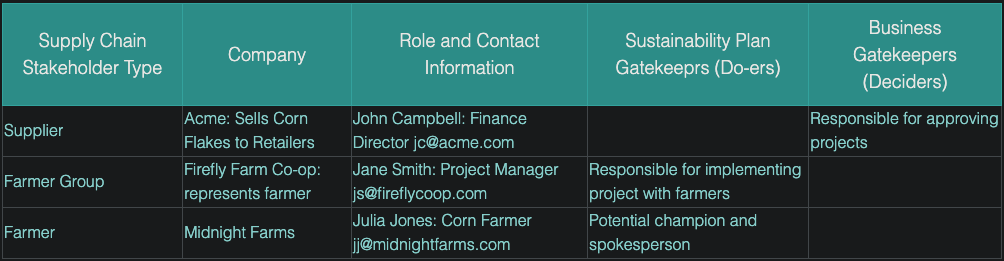 Supply Chain
Stakeholder Type
Company
Role and Contact
Information
Sustainability Plan
Gatekeeprs (Do-ers)
Business
Gatekeepers
(Deciders)
Supplier
Acme: Sells Corn
Flakes to Retailers
John Campbell: Finance
Director jc@acme.com
Responsible for approving
projects
Farmer Group
Firefly Farm Co-op:
represents farmer
Jane Smith: Project Manager
js@fireflycoop.com
Responsible for implementing
project with farmers
Farmer
Midnight Farms
Julia Jones: Corn Farmer
jj@midnightfarms.com
Potential champion and
spokesperson